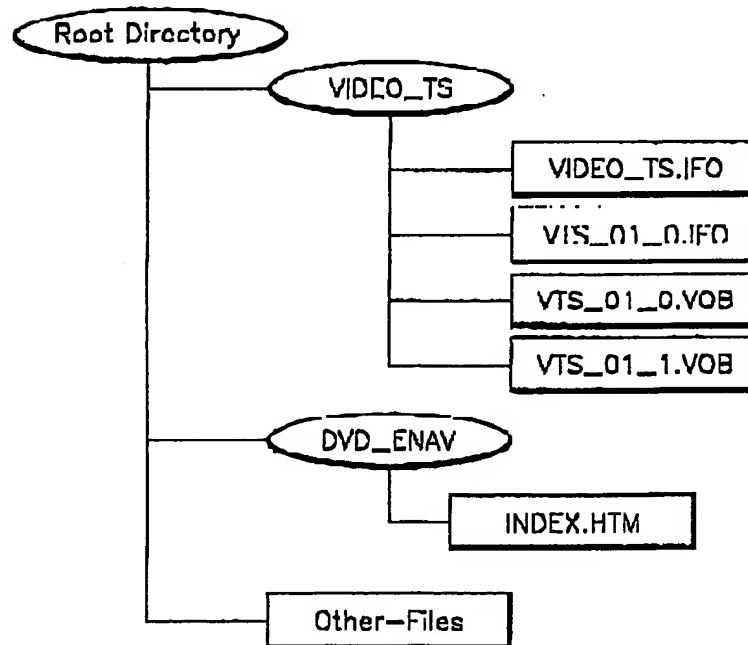 Root Directory
VIDEO_TS
VIDEO_TS.IFO
VTS_01_0.IFO
VTS_01_0.VOB
VTS_01_1.VOB
DVD_ENAV
INDEX.HTM
Other-Files